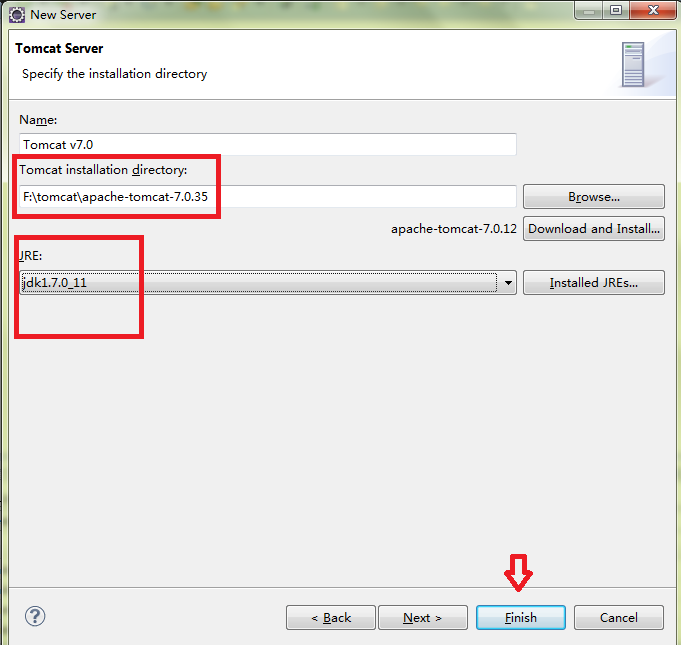 New Server
Tomcat Server
Specify the installation directory
Name:
Tomcat v7.0
Tomcat installation directory:
F:\tomcat\apache-tomcat-7.0.35
Browse...
apache-tomcat-7.0.12
Download and Install...
JRE:
jdk1.7.0_11
Installed JREs...
?
< Back
Next >
Finish
Cancel